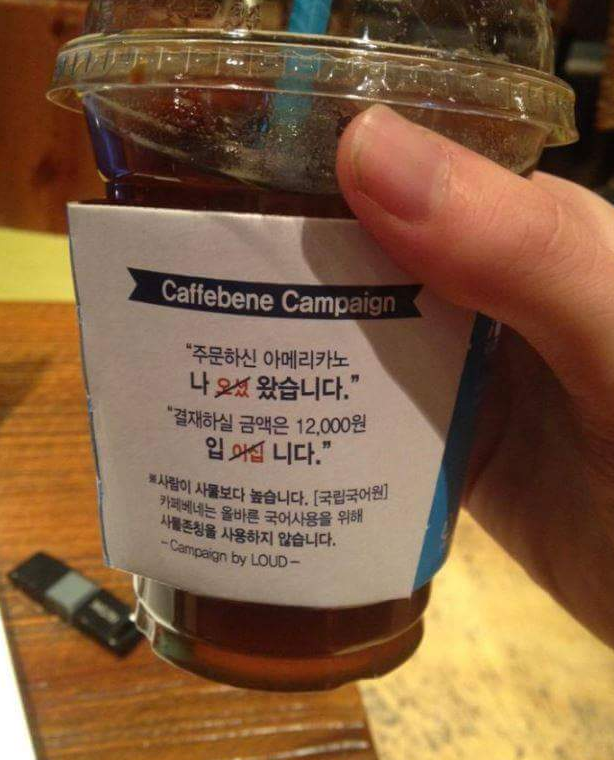 Caffebene Campaign
“주문하신 아메리카노
나 오셨 왔습니다.”
“결재하실 금액은 12,000원
입 이십 니다.”
※사람이 사물보다 높습니다. [국립국어원]
카페베네는 올바른 국어사용을 위해
사물존칭을 사용하지 않습니다.
-Campaign by LOUD-